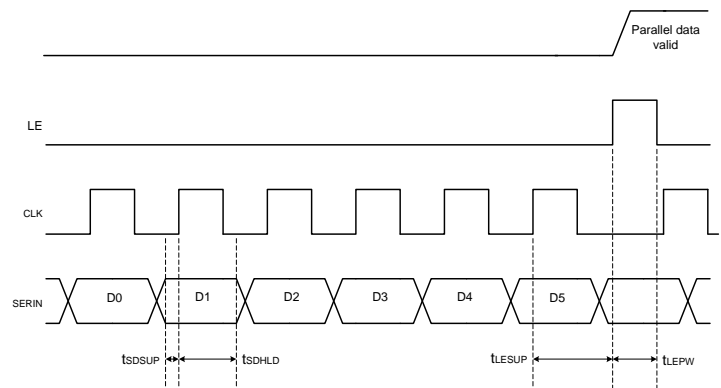 Parallel data
valid
LE
CLK
SERIN
D0
D1
D2
D3
D4
D5
tSDSUP
tSDHLD
tLESUP
tLEPW